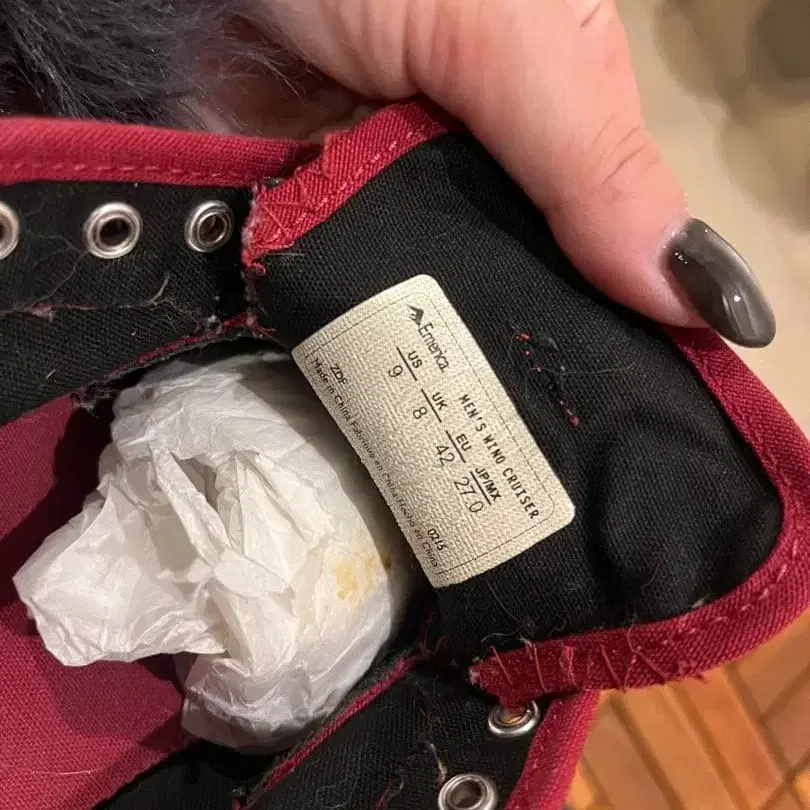 Emerica
MEN'S WINO CRUISER
US UK EU JP/MX
9 8 42 27.0
ZDF 0215
Made in China Fabriqué en Chine Hecho en China